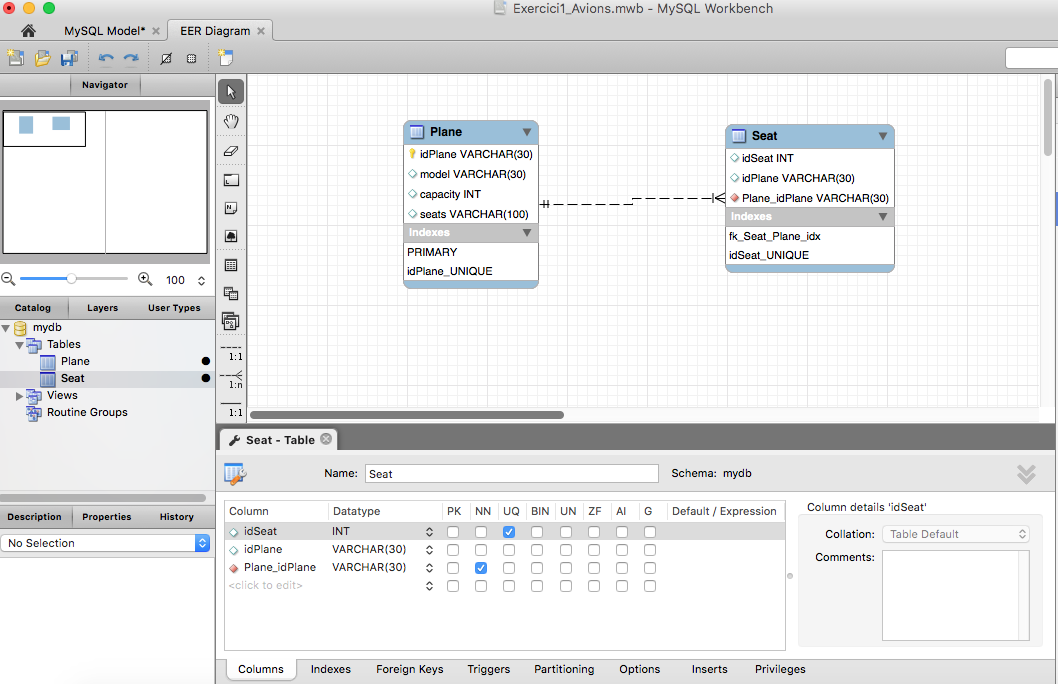 Exercici1_Avions.mwb - MySQL Workbench
MySQL Model*
EER Diagram
Navigator
100
Catalog
Layers
User Types
mydb
Tables
Plane
Seat
Views
Routine Groups
Description
Properties
History
No Selection
1:1
1:n
1:1
Plane
idPlane VARCHAR(30)
model VARCHAR(30)
capacity INT
seats VARCHAR(100)
Indexes
PRIMARY
idPlane_UNIQUE
Seat
idSeat INT
idPlane VARCHAR(30)
Plane_idPlane VARCHAR(30)
Indexes
fk_Seat_Plane_idx
idSeat_UNIQUE
Seat - Table
Name: Seat Schema: mydb
Column Datatype PK NN UQ BIN UN ZF AI G Default / Expression
idSeat INT
idPlane VARCHAR(30)
Plane_idPlane VARCHAR(30)
<click to edit>
Column details 'idSeat'
Collation: Table Default
Comments:
Columns Indexes Foreign Keys Triggers Partitioning Options Inserts Privileges